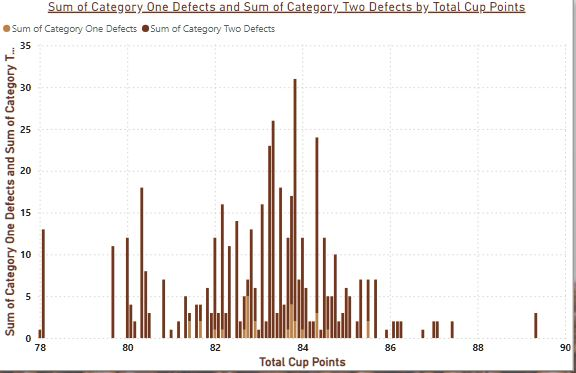 Sum of Category One Defects and Sum of Category Two Defects by Total Cup Points
Sum of Category One Defects Sum of Category Two Defects
Sum of Category One Defects and Sum of Category T...
35
30
25
20
15
10
5
0
78 80 82 84 86 88 90
Total Cup Points